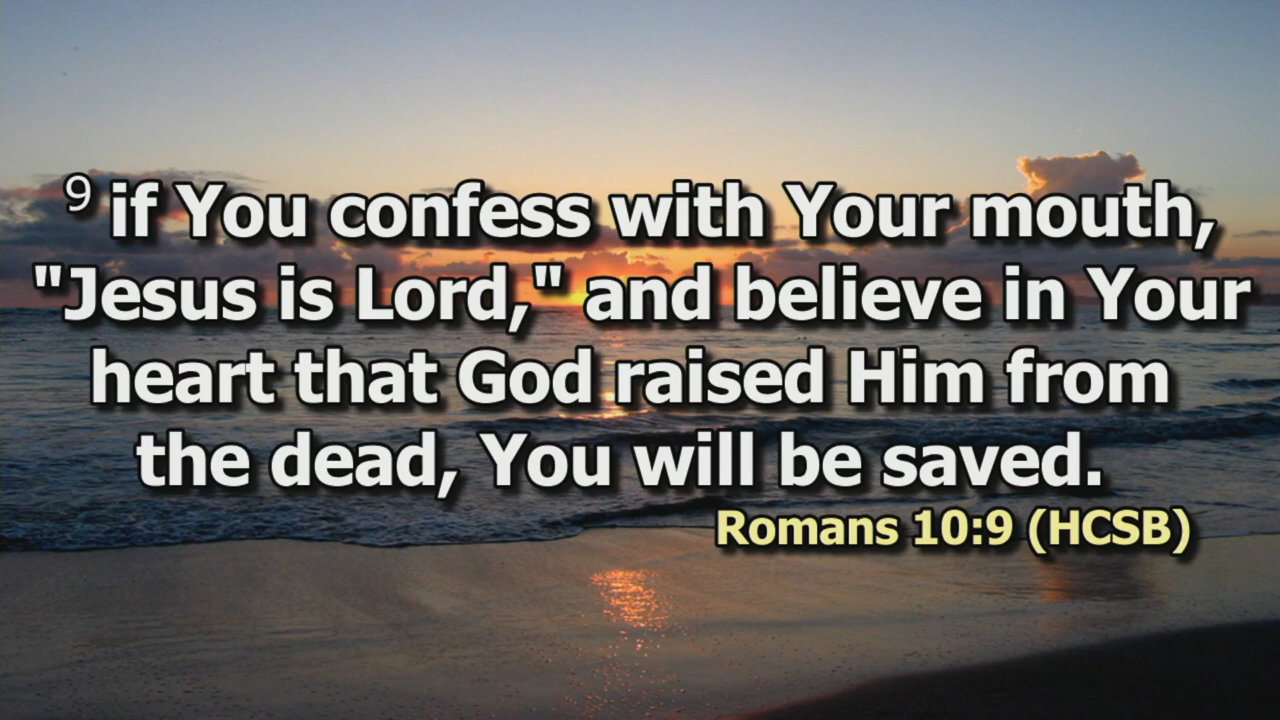 9 if You confess with Your mouth,
"Jesus is Lord," and believe in Your
heart that God raised Him from
the dead, You will be saved.
Romans 10:9 (HCSB)